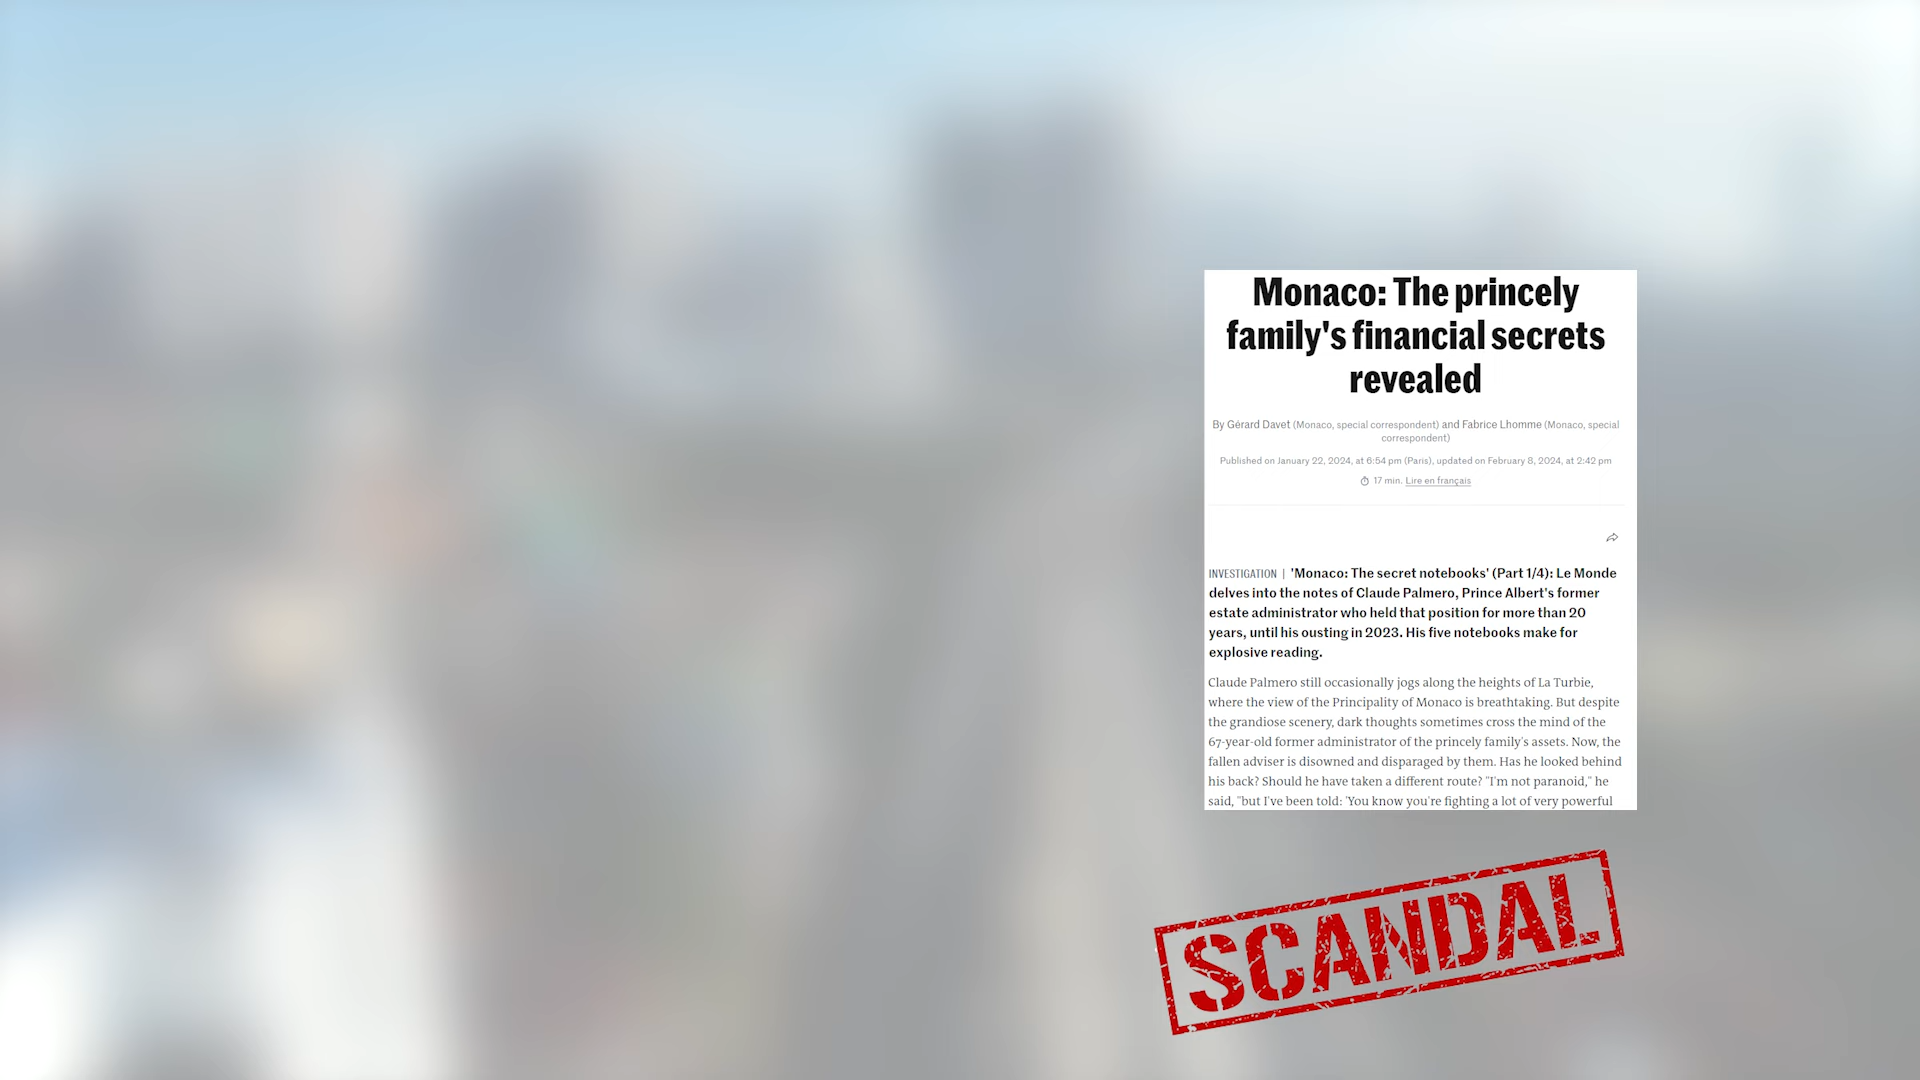 Monaco: The princely
family's financial secrets
revealed
By Gérard Davet (Monaco, special correspondent) and Fabrice Lhomme (Monaco, special
correspondent)
Published on January 22, 2024, at 6:54 pm (Paris), updated on February 8, 2024, at 2:42 pm
17 min. Lire en français
INVESTIGATION | 'Monaco: The secret notebooks' (Part 1/4): Le Monde
delves into the notes of Claude Palmero, Prince Albert's former
estate administrator who held that position for more than 20
years, until his ousting in 2023. His five notebooks make for
explosive reading.
Claude Palmero still occasionally jogs along the heights of La Turbie,
where the view of the Principality of Monaco is breathtaking. But despite
the grandiose scenery, dark thoughts sometimes cross the mind of the
67-year-old former administrator of the princely family's assets. Now, the
fallen adviser is disowned and disparaged by them. Has he looked behind
his back? Should he have taken a different route? "I'm not paranoid," he
said, "but I've been told: 'You know you're fighting a lot of very powerful
SCANDAL